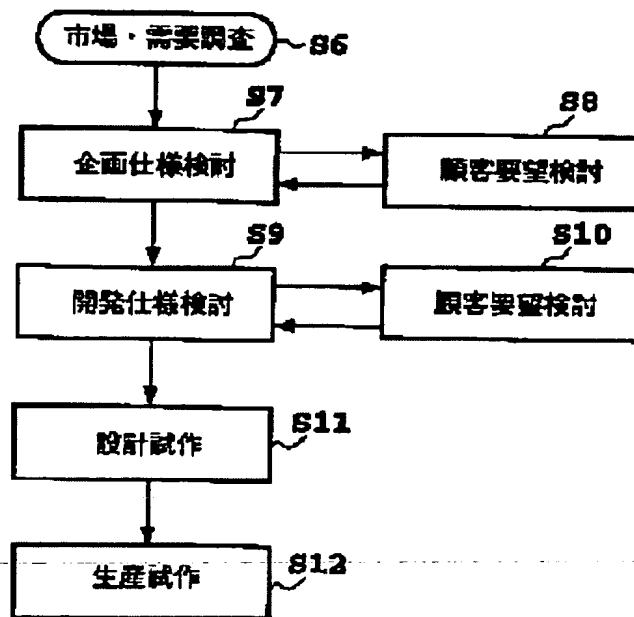 市場・需要調査 S6
S7
企画仕様検討
S8
顧客要望検討
S9
開発仕様検討
S10
顧客要望検討
S11
設計試作
S12
生産試作